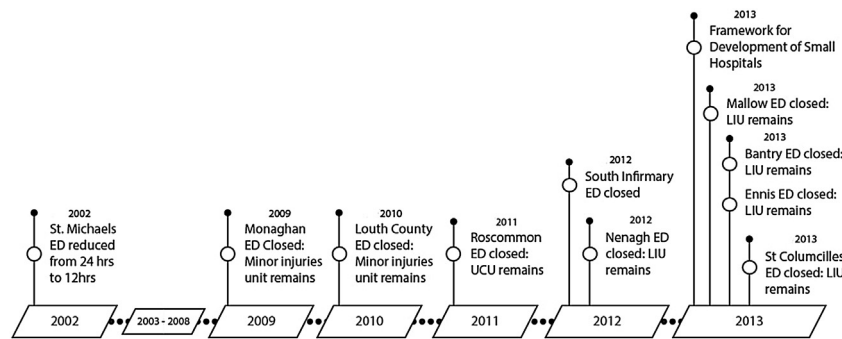 2002
St. Michaels
ED reduced
from 24 hrs
to 12hrs
2009
Monaghan
ED Closed:
Minor injuries
unit remains
2010
Louth County
ED closed:
Minor injuries
unit remains
2011
Roscommon
ED closed:
UCU remains
2012
South Infirmary
ED closed
2012
Nenagh ED
closed: LIU
remains
2013
Framework for
Development of Small
Hospitals
2013
Mallow ED closed:
LIU remains
2013
Bantry ED closed:
LIU remains
Ennis ED closed:
LIU remains
2013
St Columcilles
ED closed: LIU
remains
2002
2003 - 2008
2009
2010
2011
2012
2013